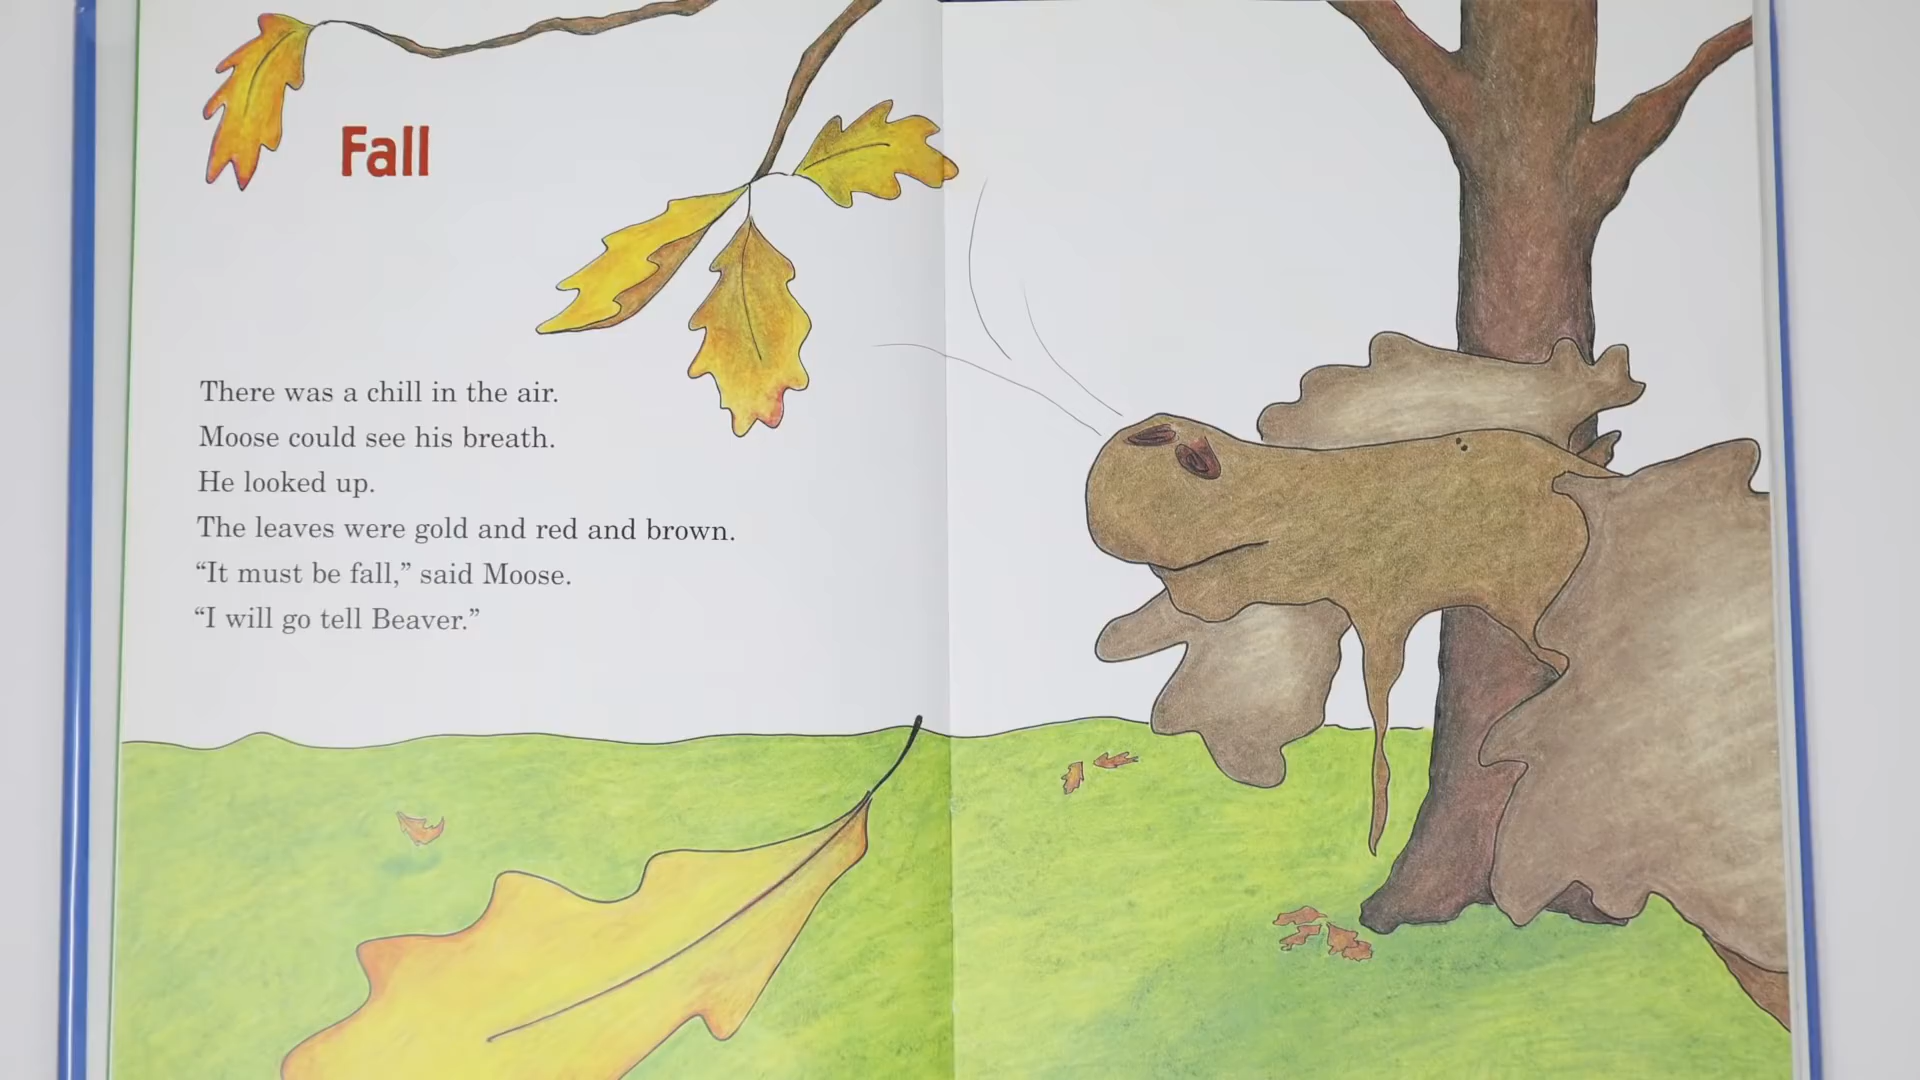 Fall
There was a chill in the air.
Moose could see his breath.
He looked up.
The leaves were gold and red and brown.
“It must be fall,” said Moose.
“I will go tell Beaver.”